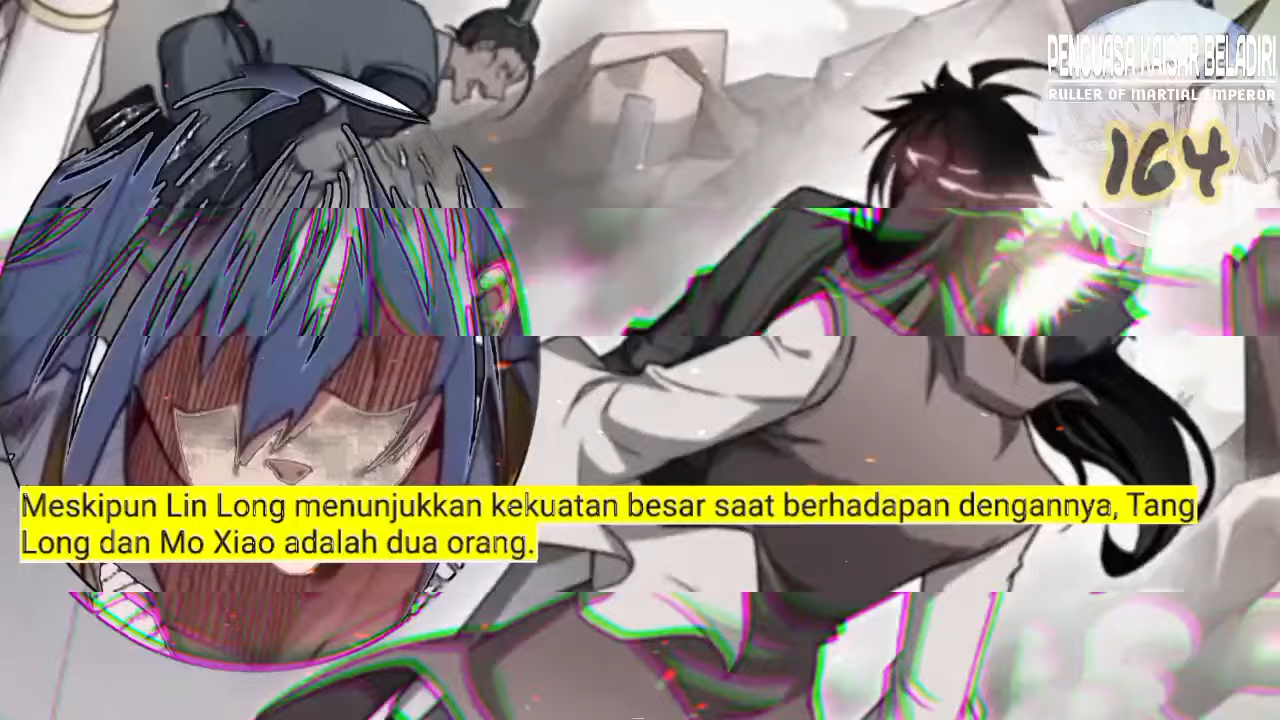 PENGUASA KAISAR BELADIRI
RULLER OF MARTIAL EMPEROR
164
Meskipun Lin Long menunjukkan kekuatan besar saat berhadapan dengannya, Tang
Long dan Mo Xiao adalah dua orang.